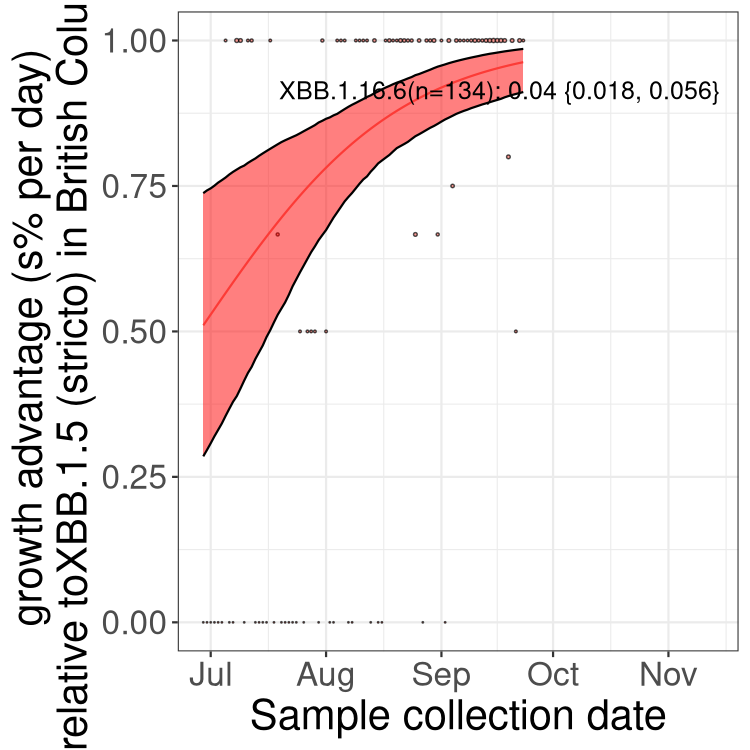 growth advantage (s% per day)
relative toXBB.1.5 (stricto) in British Colu
1.00
0.75
0.50
0.25
0.00
XBB.1.16.6(n=134): 0.04 {0.018, 0.056}
Jul Aug Sep Oct Nov
Sample collection date